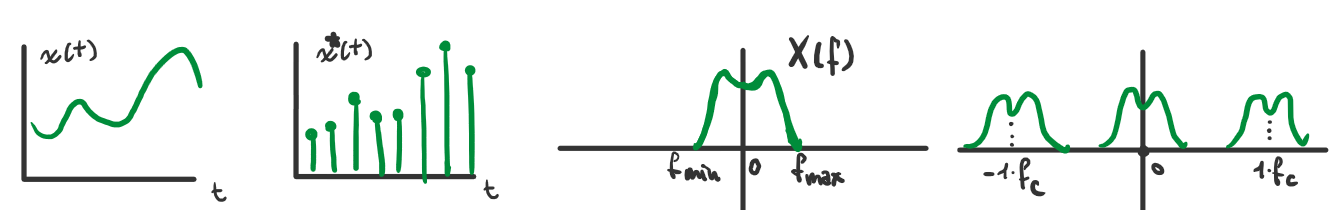 x(t)
t
x*(t)
t
X(f)
fmin 0 fmax
-1·fc 0 1·fc